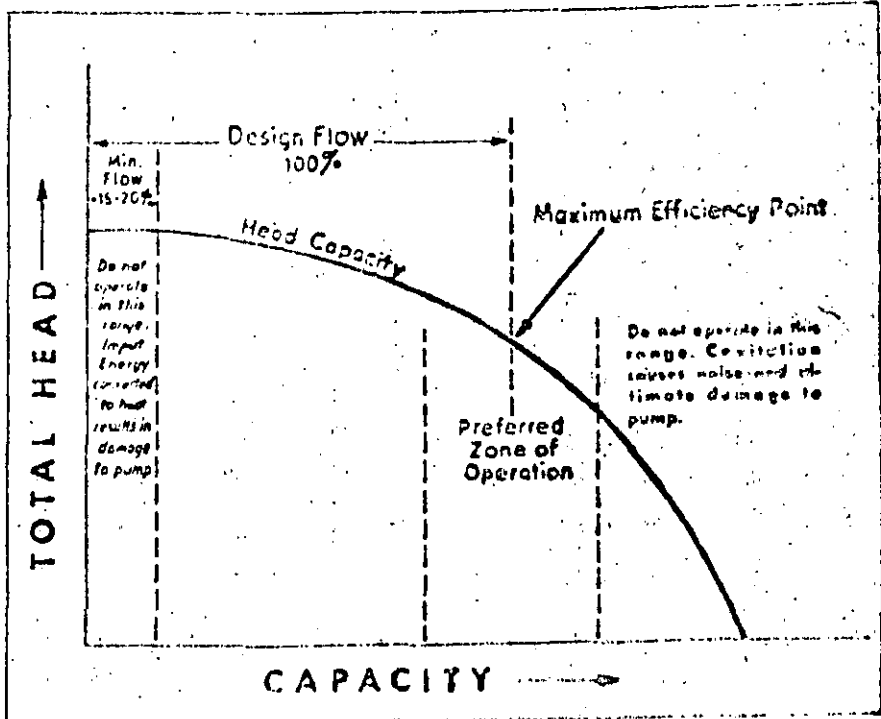 Design Flow
100%
Min.
Flow
15-20%
Maximum Efficiency Point
Head Capacity
Do not
operate
in this
range.
Input
Energy
converted
to heat
results in
damage
to pump
Do not operate in this
range. Cavitation
causes noise and ul-
timate damage to
pump.
Preferred
Zone of
Operation
TOTAL HEAD
CAPACITY